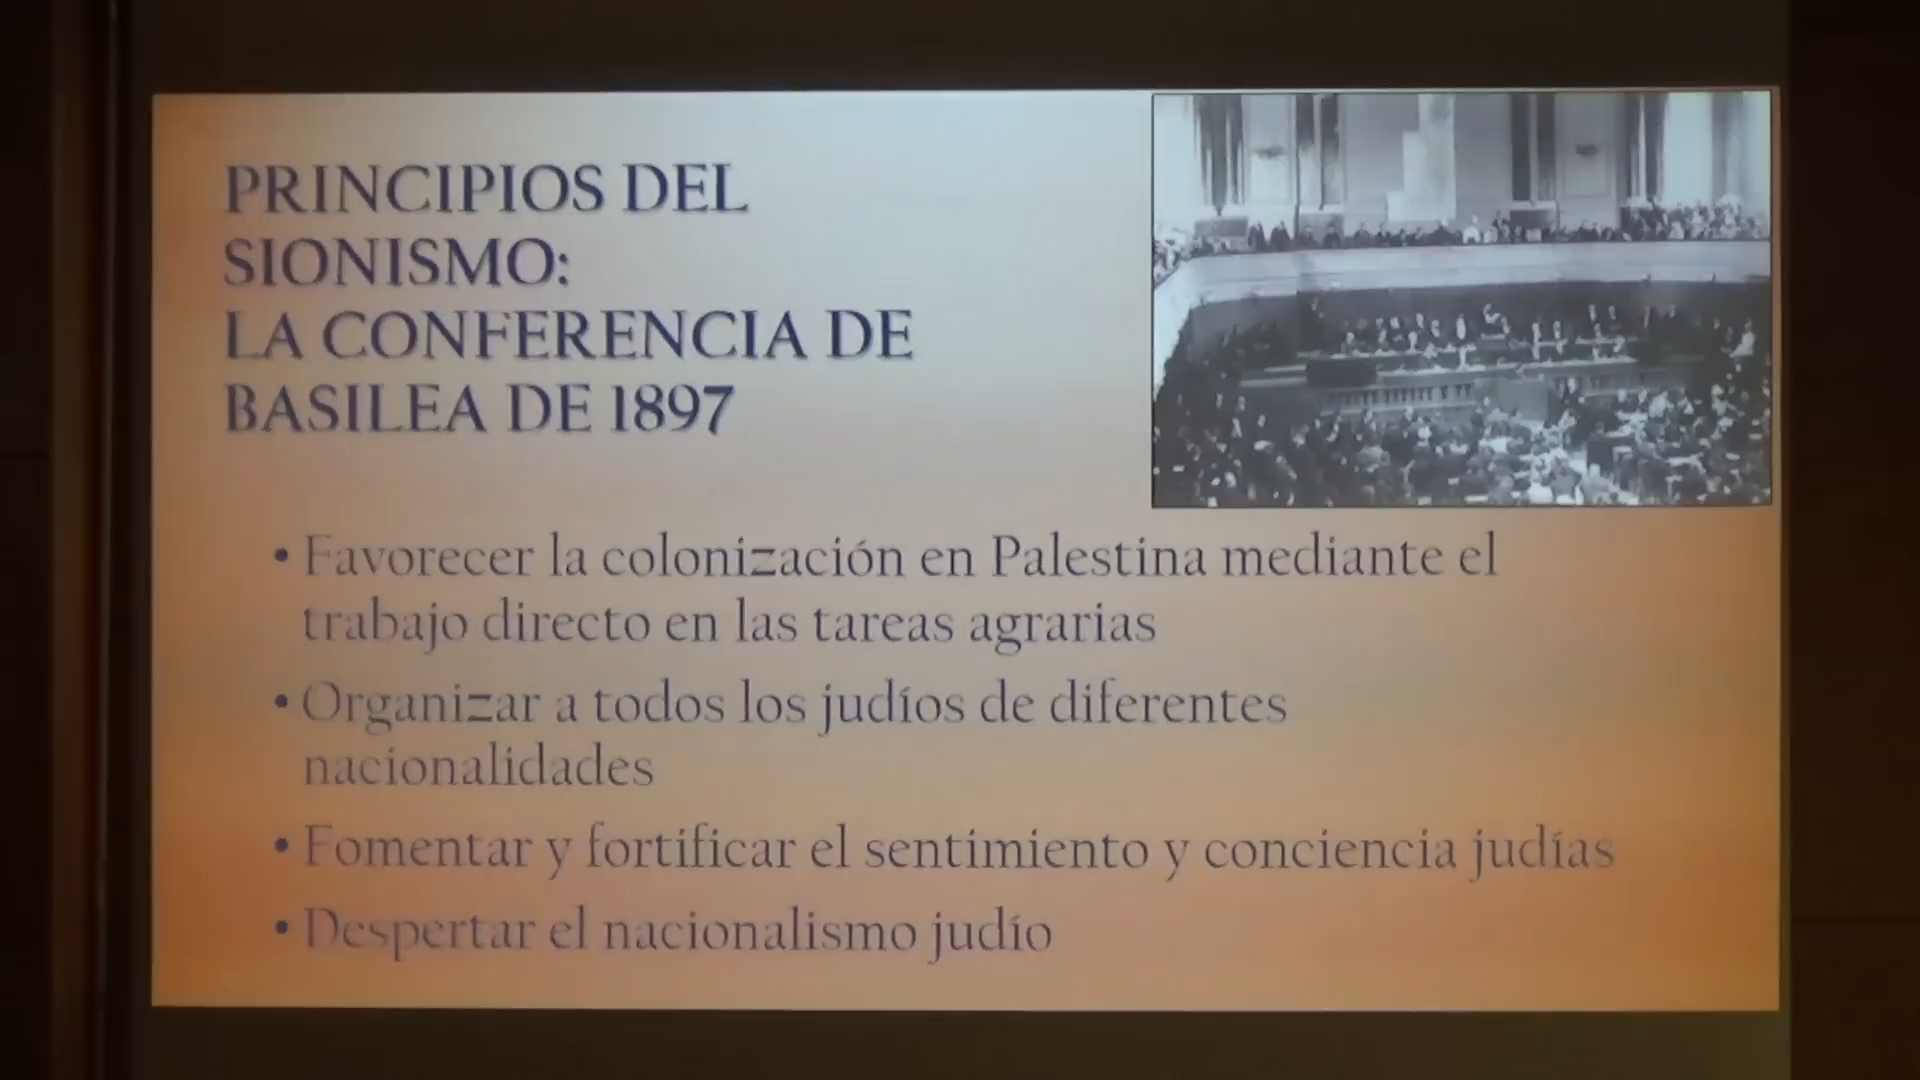 PRINCIPIOS DEL
SIONISMO:
LA CONFERENCIA DE
BASILEA DE 1897
• Favorecer la colonización en Palestina mediante el
trabajo directo en las tareas agrarias
• Organizar a todos los judíos de diferentes
nacionalidades
• Fomentar y fortificar el sentimiento y conciencia judías
• Despertar el nacionalismo judío